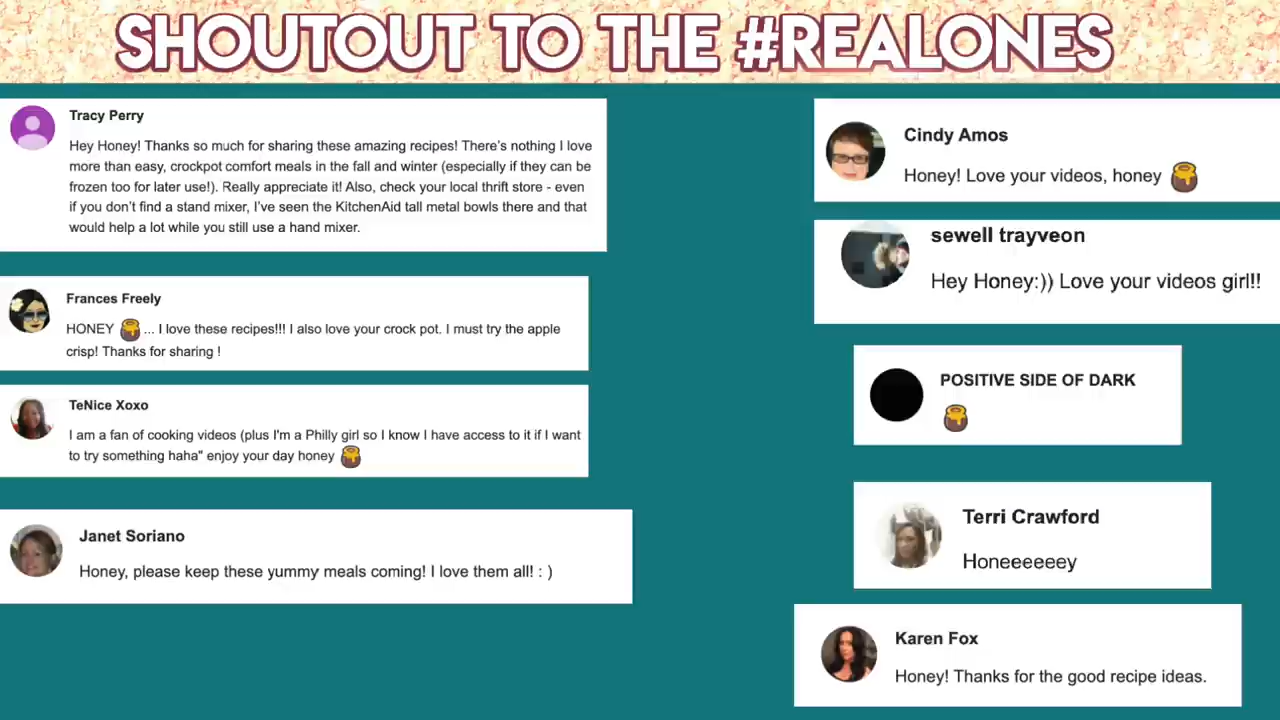 SHOUTOUT TO THE #REALONES
Tracy Perry
Hey Honey! Thanks so much for sharing these amazing recipes! There's nothing I love
more than easy, crockpot comfort meals in the fall and winter (especially if they can be
frozen too for later use!). Really appreciate it! Also, check your local thrift store - even
if you don't find a stand mixer, I've seen the KitchenAid tall metal bowls there and that
would help a lot while you still use a hand mixer.
Frances Freely
HONEY 🍯 ... I love these recipes!!! I also love your crock pot. I must try the apple
crisp! Thanks for sharing !
TeNice Xoxo
I am a fan of cooking videos (plus I'm a Philly girl so I know I have access to it if I want
to try something haha" enjoy your day honey 🍯
Janet Soriano
Honey, please keep these yummy meals coming! I love them all! : )
Cindy Amos
Honey! Love your videos, honey 🍯
sewell trayveon
Hey Honey:)) Love your videos girl!!
POSITIVE SIDE OF DARK
🍯
Terri Crawford
Honeeeeeey
Karen Fox
Honey! Thanks for the good recipe ideas.